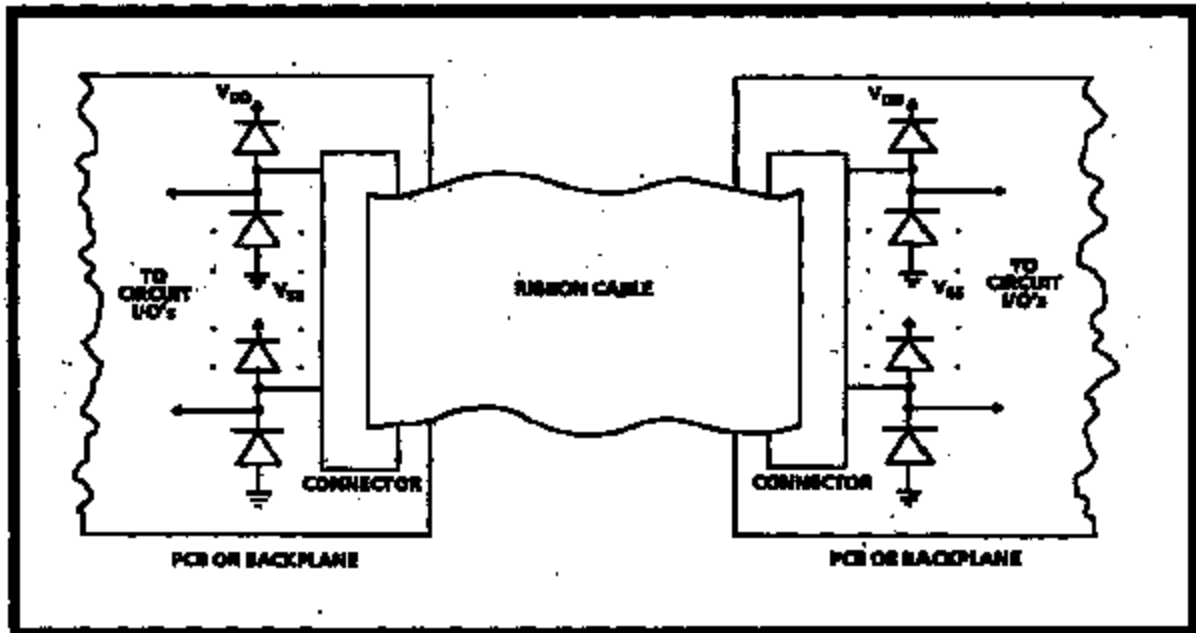 VDD
VDD
TO
CIRCUIT
I/O's
VSS
RIBBON CABLE
TO
CIRCUIT
I/O's
VSS
CONNECTOR
CONNECTOR
PCB OR BACKPLANE
PCB OR BACKPLANE